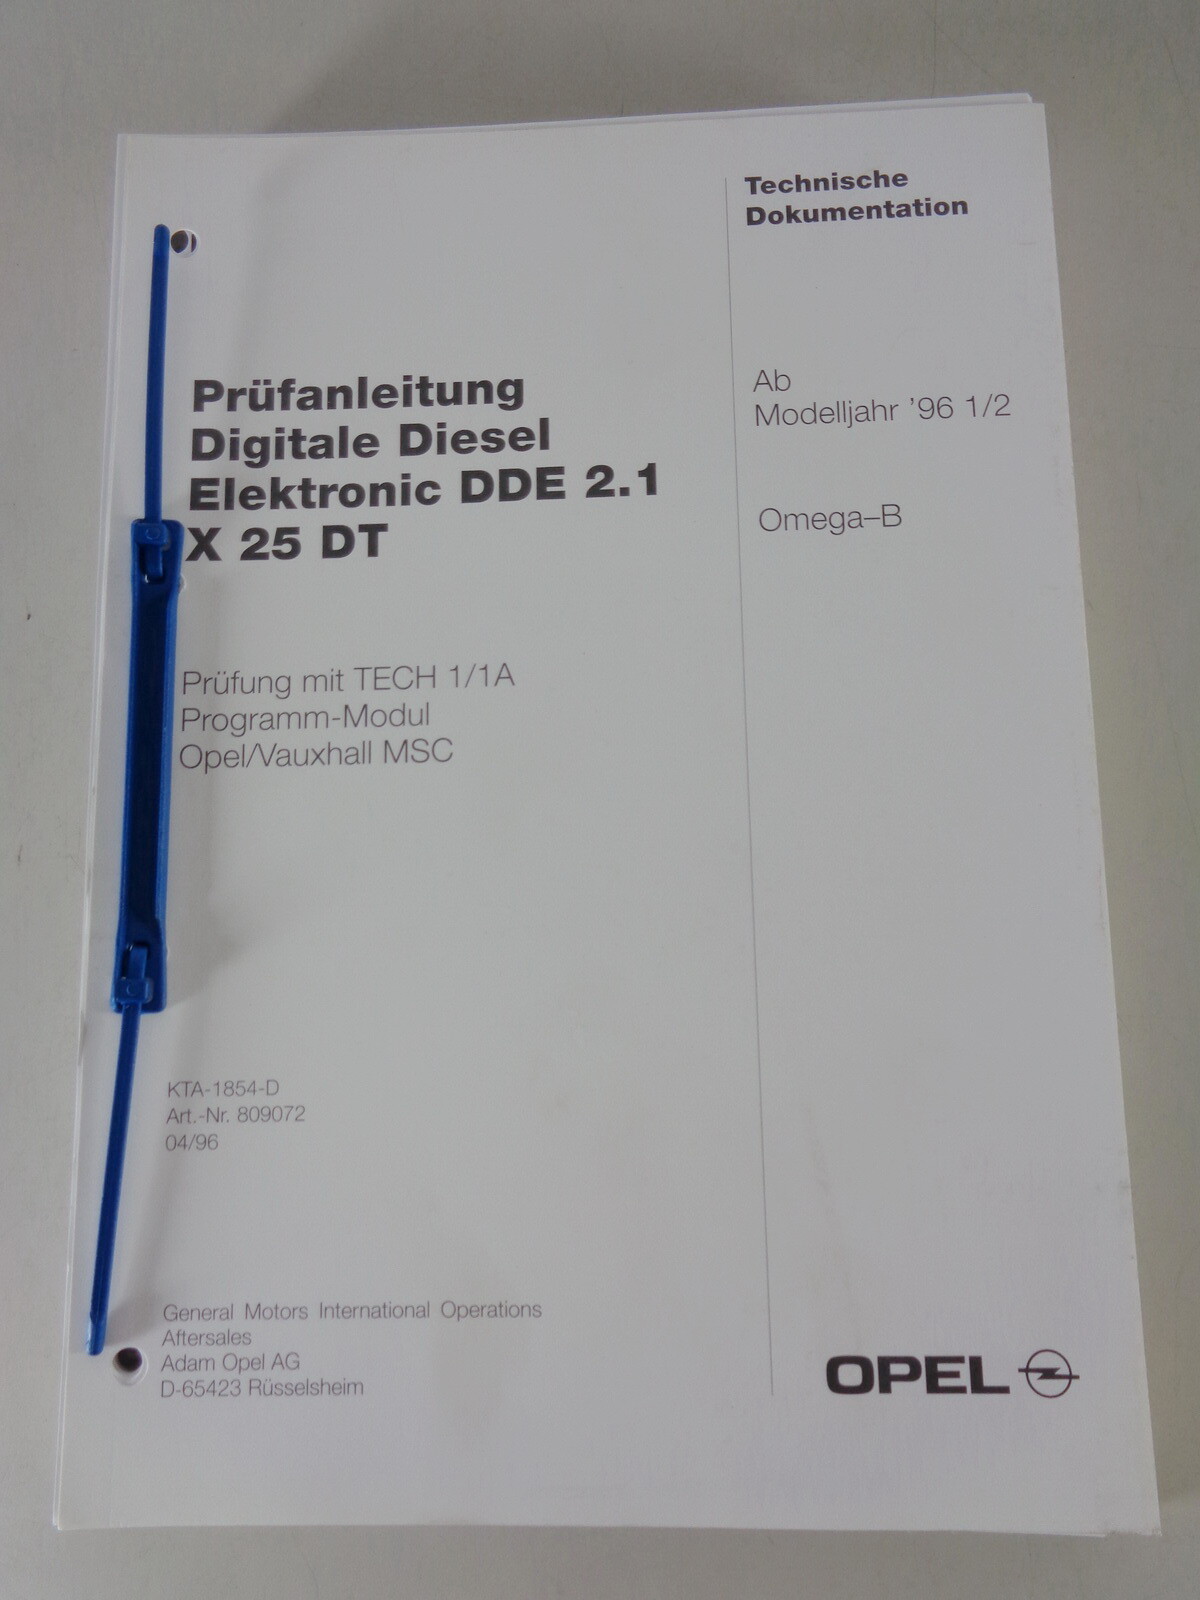 Technische
Dokumentation
Prüfanleitung
Digitale Diesel
Elektronic DDE 2.1
X 25 DT
Ab
Modelljahr ’96 1/2
Omega–B
Prüfung mit TECH 1/1A
Programm-Modul
Opel/Vauxhall MSC
KTA-1854-D
Art.-Nr. 809072
04/96
General Motors International Operations
Aftersales
Adam Opel AG
D-65423 Rüsselsheim
OPEL